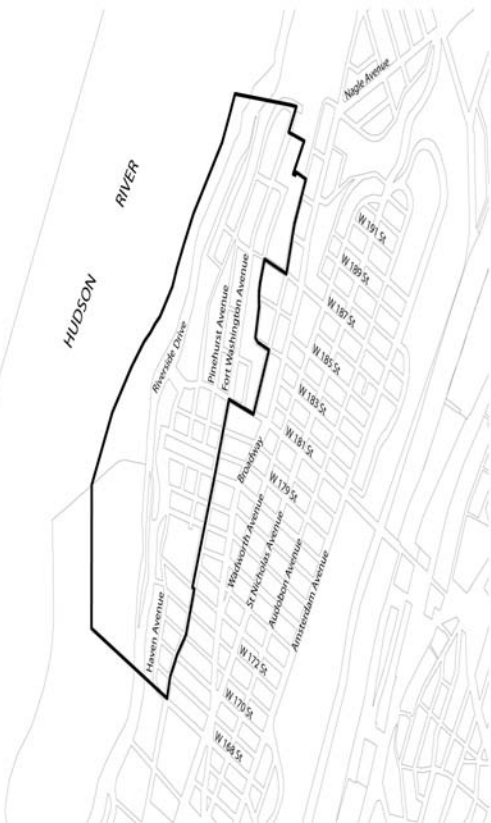 HUDSON
RIVER
Nagle Avenue
W 191 St
W 189 St
W 187 St
W 185 St
W 183 St
W 181 St
W 179 St
Riverside Drive
Pinehurst Avenue
Fort Washington Avenue
Broadway
Wadworth Avenue
St Nicholas Avenue
Audobon Avenue
Amsterdam Avenue
Haven Avenue
W 172 St
W 170 St
W 168 St